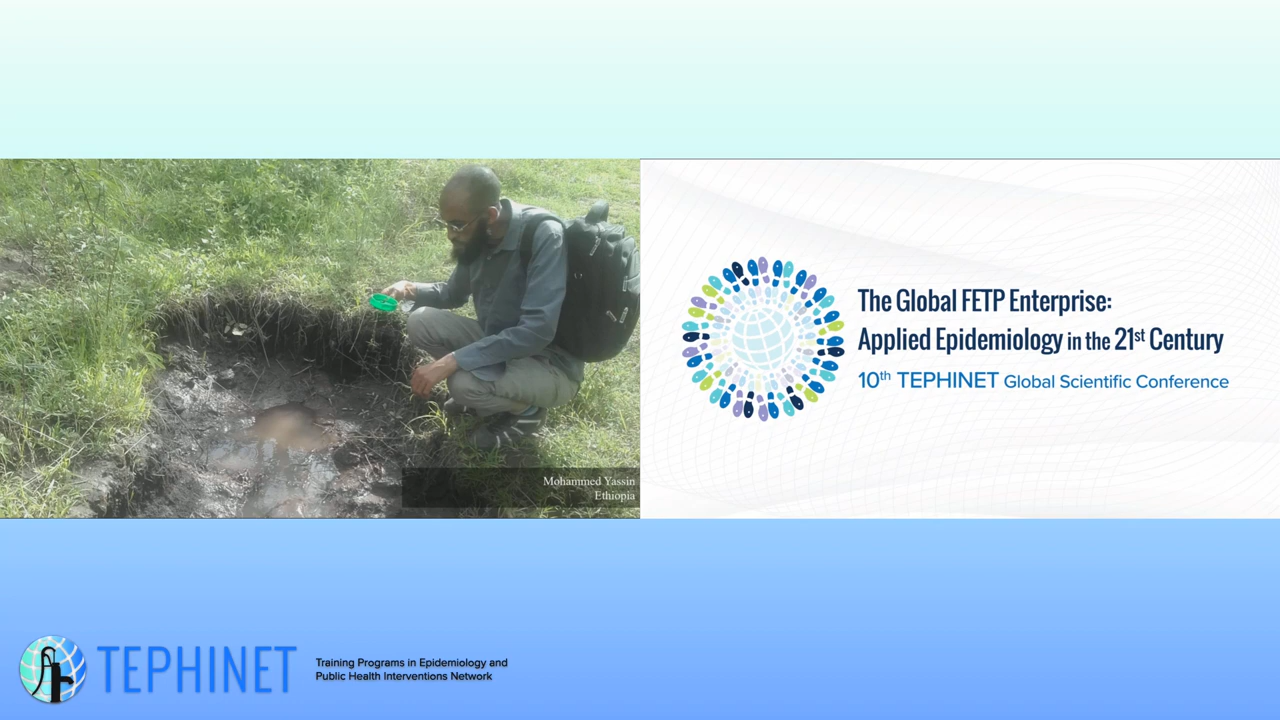 Mohammed Yassin
Ethiopia
The Global FETP Enterprise:
Applied Epidemiology in the 21st Century
10th TEPHINET Global Scientific Conference
TEPHINET
Training Programs in Epidemiology and
Public Health Interventions Network